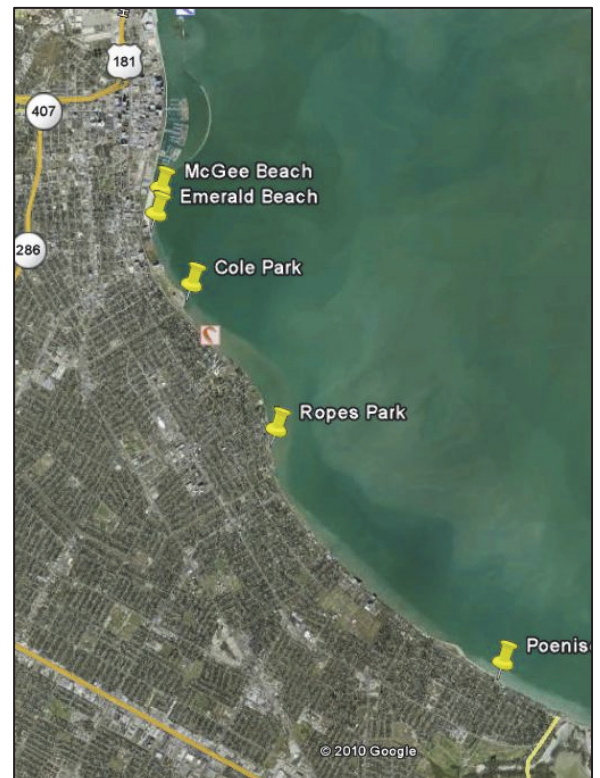 181
407
McGee Beach
Emerald Beach
286
Cole Park
Ropes Park
Poenis
© 2010 Google